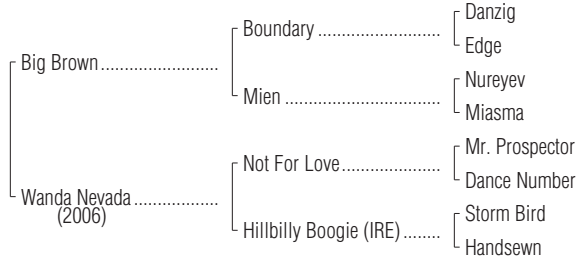 Danzig
Boundary ..........................
Edge
Big Brown.........................
Nureyev
Mien .................................
Miasma
Mr. Prospector
Not For Love.....................
Dance Number
Wanda Nevada..................
(2006)
Storm Bird
Hillbilly Boogie (IRE)........
Handsewn